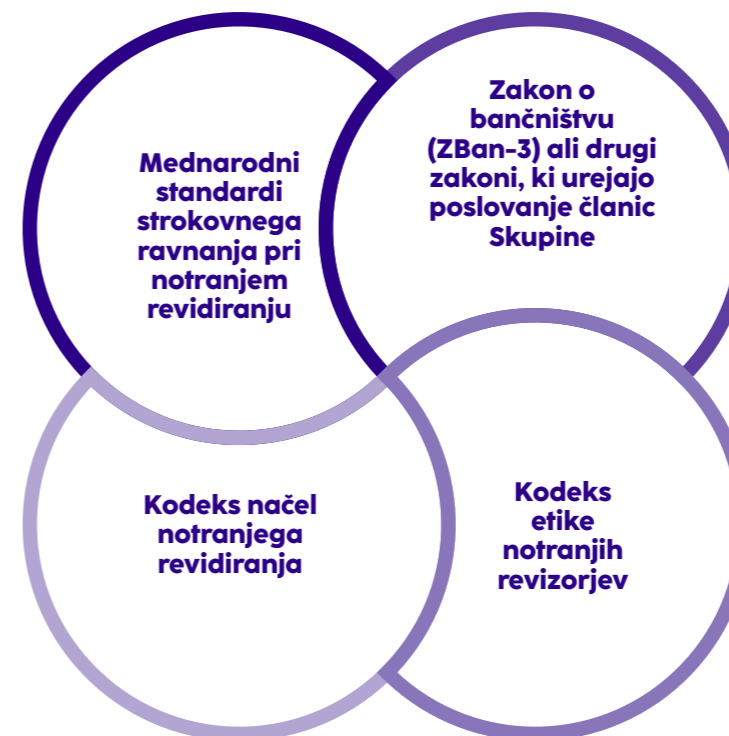 Mednarodni
standardi
strokovnega
ravnanja pri
notranjem
revidiranju
Zakon o
bančništvu
(ZBan-3) ali drugi
zakoni, ki urejajo
poslovanje članic
Skupine
Kodeks načel
notranjega
revidiranja
Kodeks
etike
notranjih
revizorjev